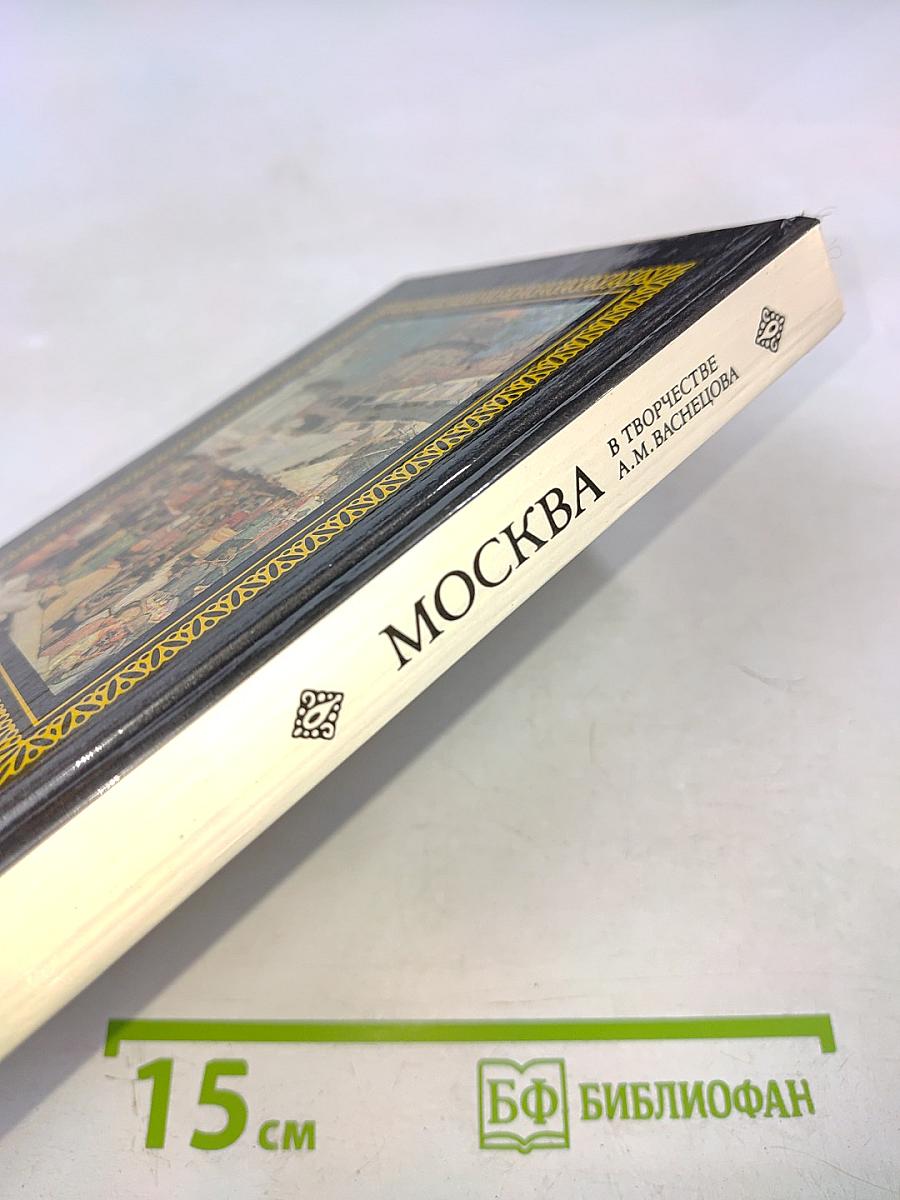 МОСКВА
В ТВОРЧЕСТВЕ
А.М.ВАСНЕЦОВА
15 см
БФ БИБЛИОФАН